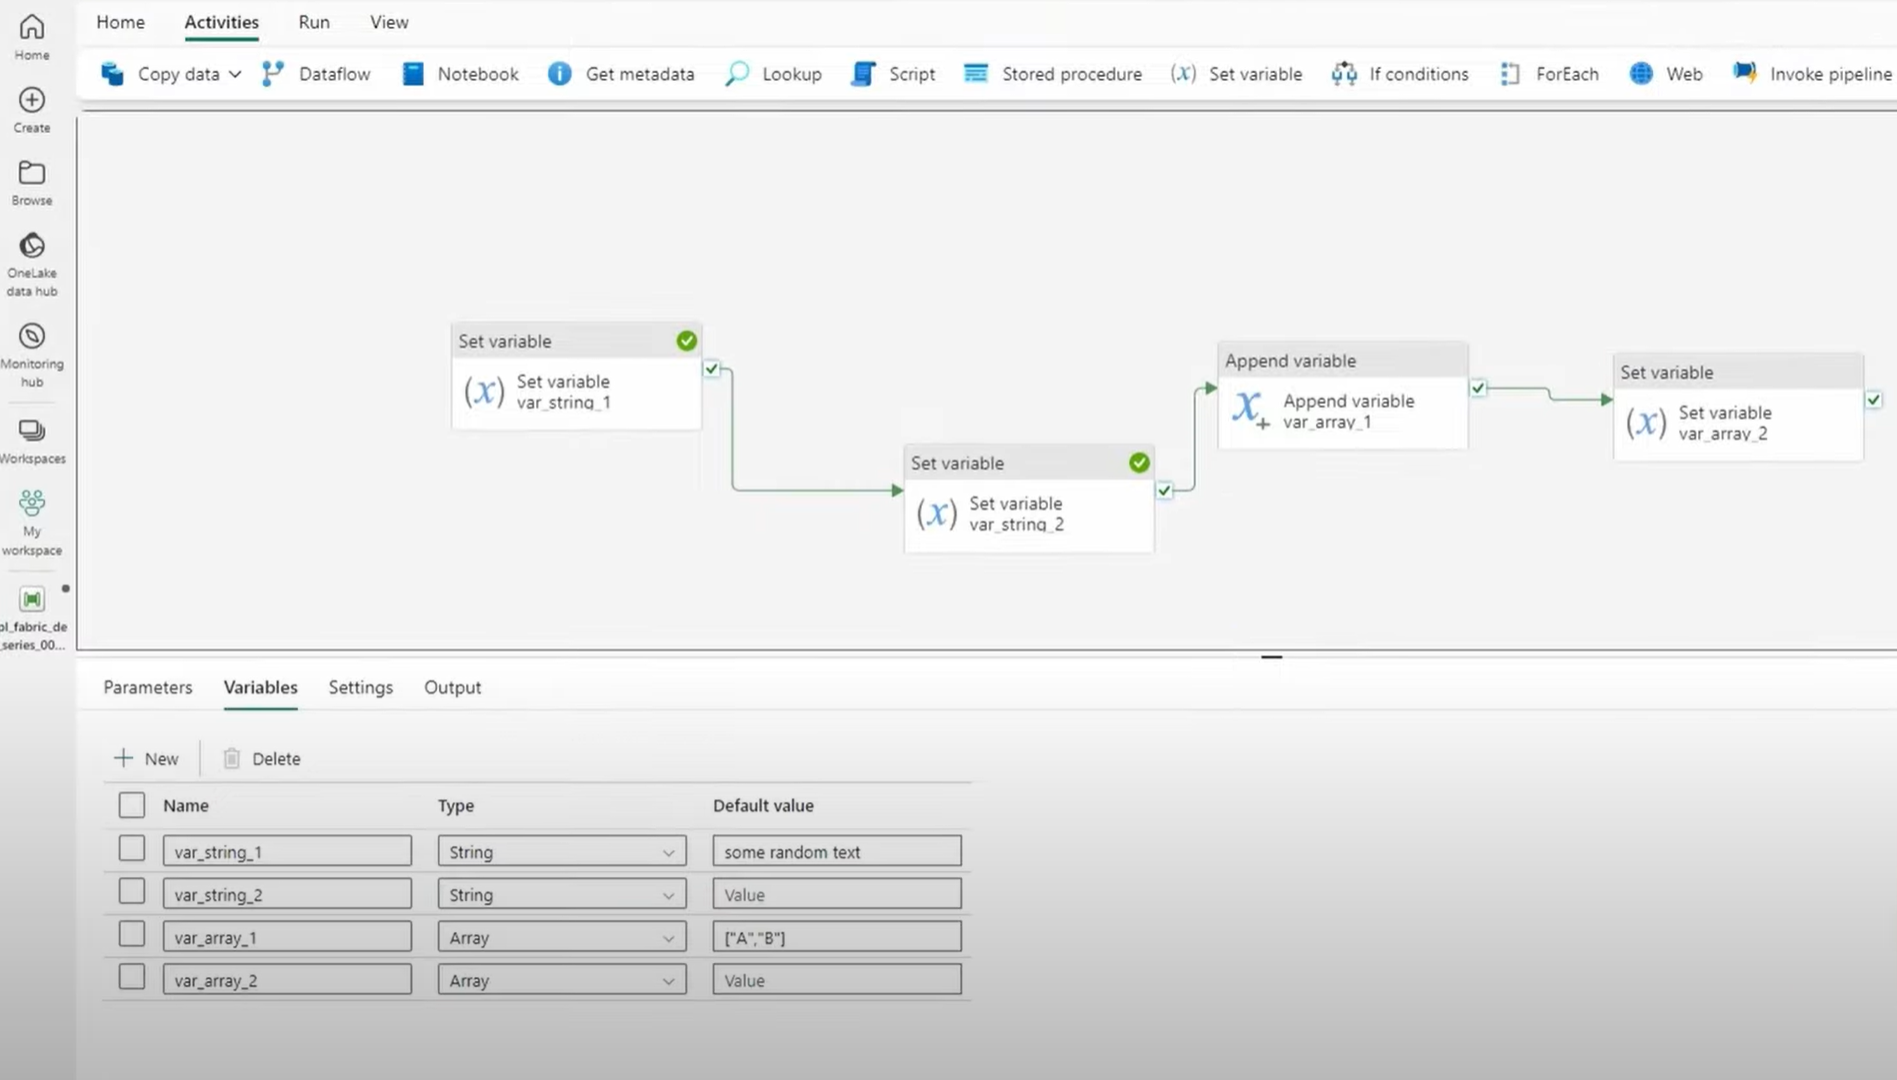 Home
Activities
Run
View
Copy data
Dataflow
Notebook
Get metadata
Lookup
Script
Stored procedure
(x) Set variable
If conditions
ForEach
Web
Invoke pipeline
Home
Create
Browse
OneLake
data hub
Monitoring
hub
Workspaces
My
workspace
pl_fabric_de
_series_00...
Set variable
(x) Set variable
var_string_1
Set variable
(x) Set variable
var_string_2
Append variable
X+ Append variable
var_array_1
Set variable
(x) Set variable
var_array_2
Parameters
Variables
Settings
Output
+ New
Delete
Name Type Default value
var_string_1 String some random text
var_string_2 String Value
var_array_1 Array ["A","B"]
var_array_2 Array Value